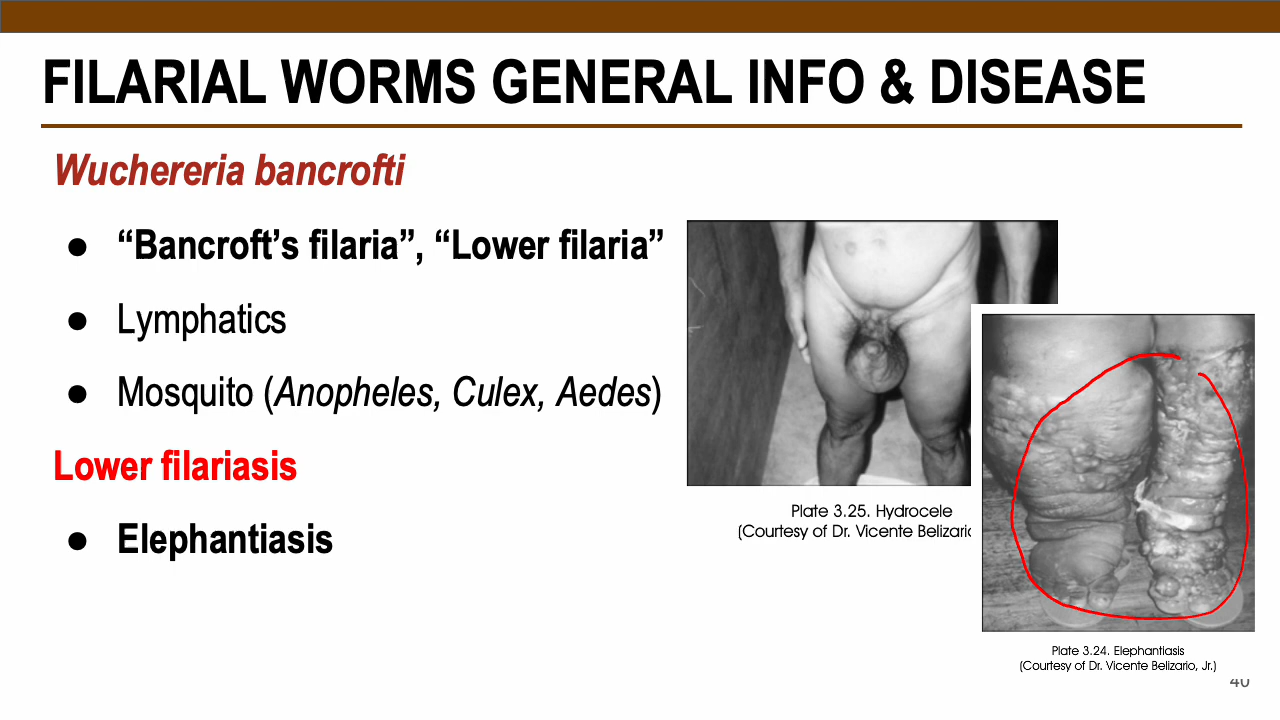 FILARIAL WORMS GENERAL INFO & DISEASE
Wuchereria bancrofti
● “Bancroft’s filaria”, “Lower filaria”
● Lymphatics
● Mosquito (Anopheles, Culex, Aedes)
Lower filariasis
● Elephantiasis
Plate 3.25. Hydrocele
(Courtesy of Dr. Vicente
Plate 3.24. Elephantiasis
(Courtesy of Dr. Vicente Belizario, Jr.)
40